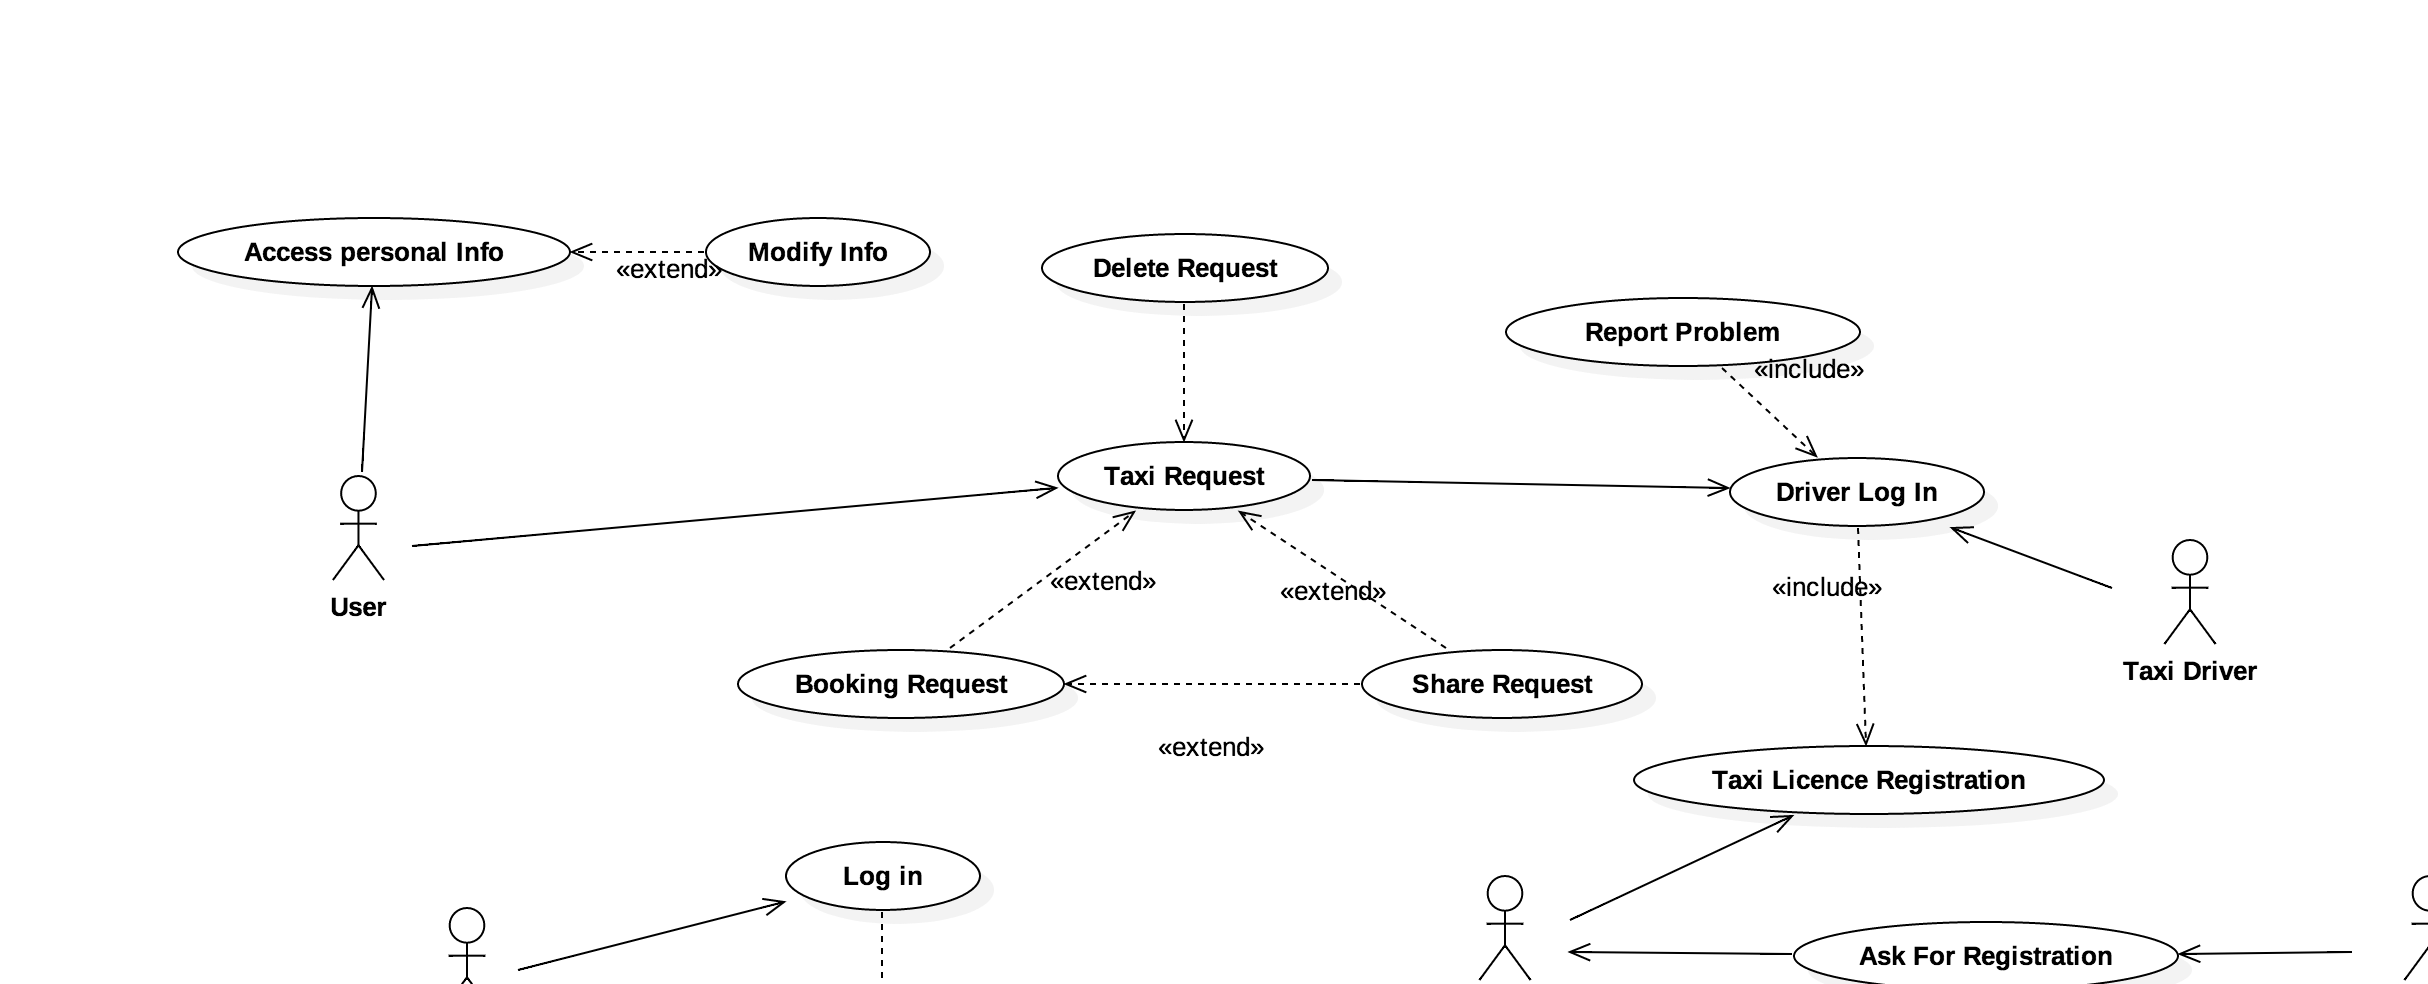 Access personal Info
«extend»
Modify Info
Delete Request
Report Problem
«include»
Taxi Request
Driver Log In
User
«extend»
«extend»
«include»
Taxi Driver
Booking Request
Share Request
«extend»
Taxi Licence Registration
Log in
Ask For Registration